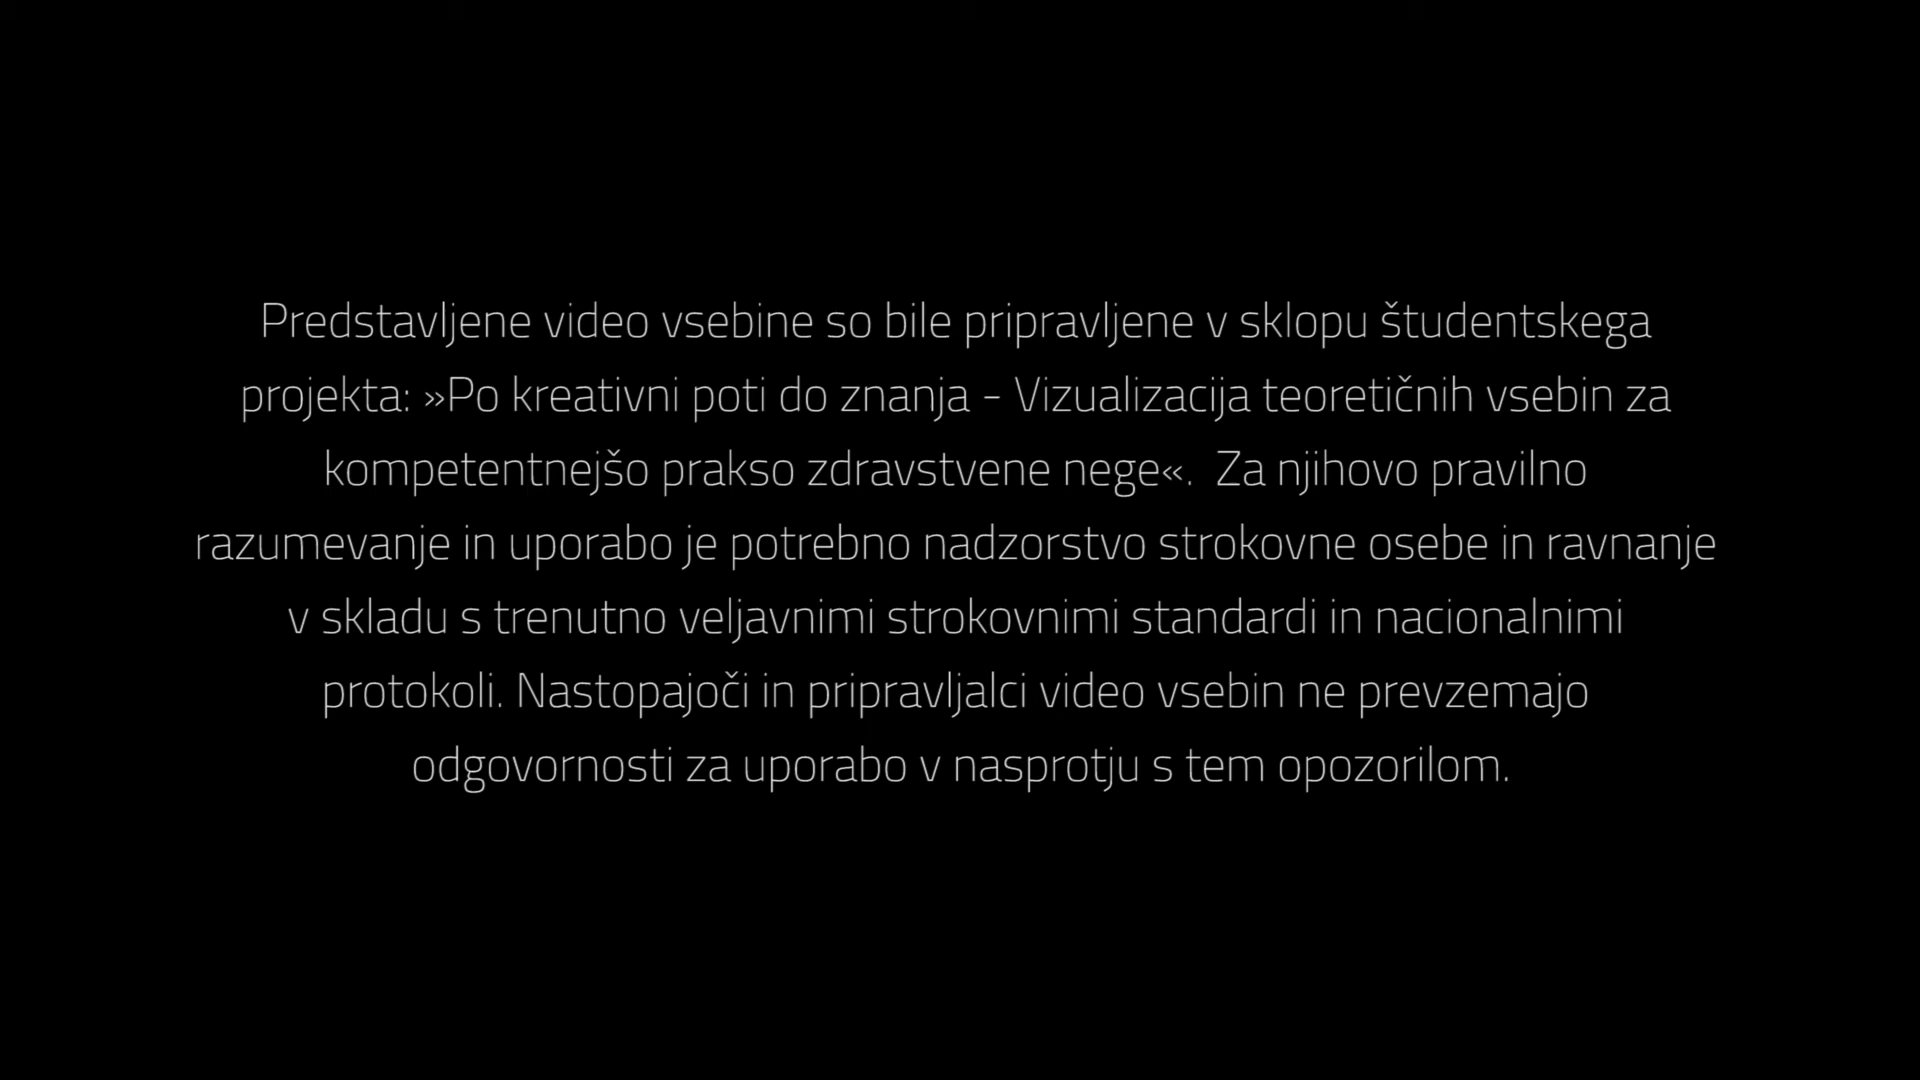 Predstavljene video vsebine so bile pripravljene v sklopu študentskega
projekta: »Po kreativni poti do znanja - Vizualizacija teoretičnih vsebin za
kompetentnejšo prakso zdravstvene nege«. Za njihovo pravilno
razumevanje in uporabo je potrebno nadzorstvo strokovne osebe in ravnanje
v skladu s trenutno veljavnimi strokovnimi standardi in nacionalnimi
protokoli. Nastopajoči in pripravljalci video vsebin ne prevzemajo
odgovornosti za uporabo v nasprotju s tem opozorilom.